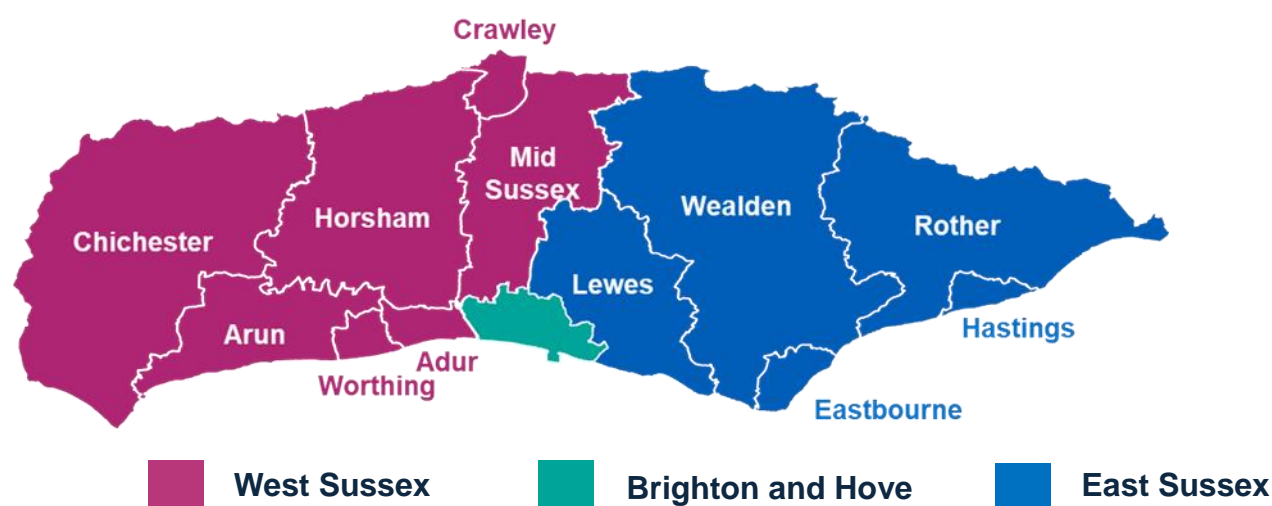 Crawley
Mid
Sussex
Wealden
Horsham
Rother
Chichester
Lewes
Arun
Hastings
Adur
Worthing
Eastbourne
West Sussex
Brighton and Hove
East Sussex